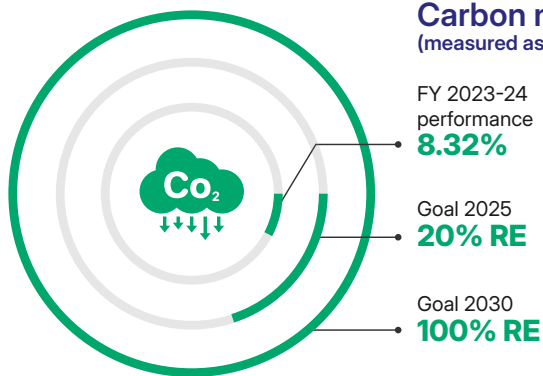 Carbon
(measured as
FY 2023-24
performance
8.32%
Goal 2025
20% RE
Goal 2030
100% RE
Co₂